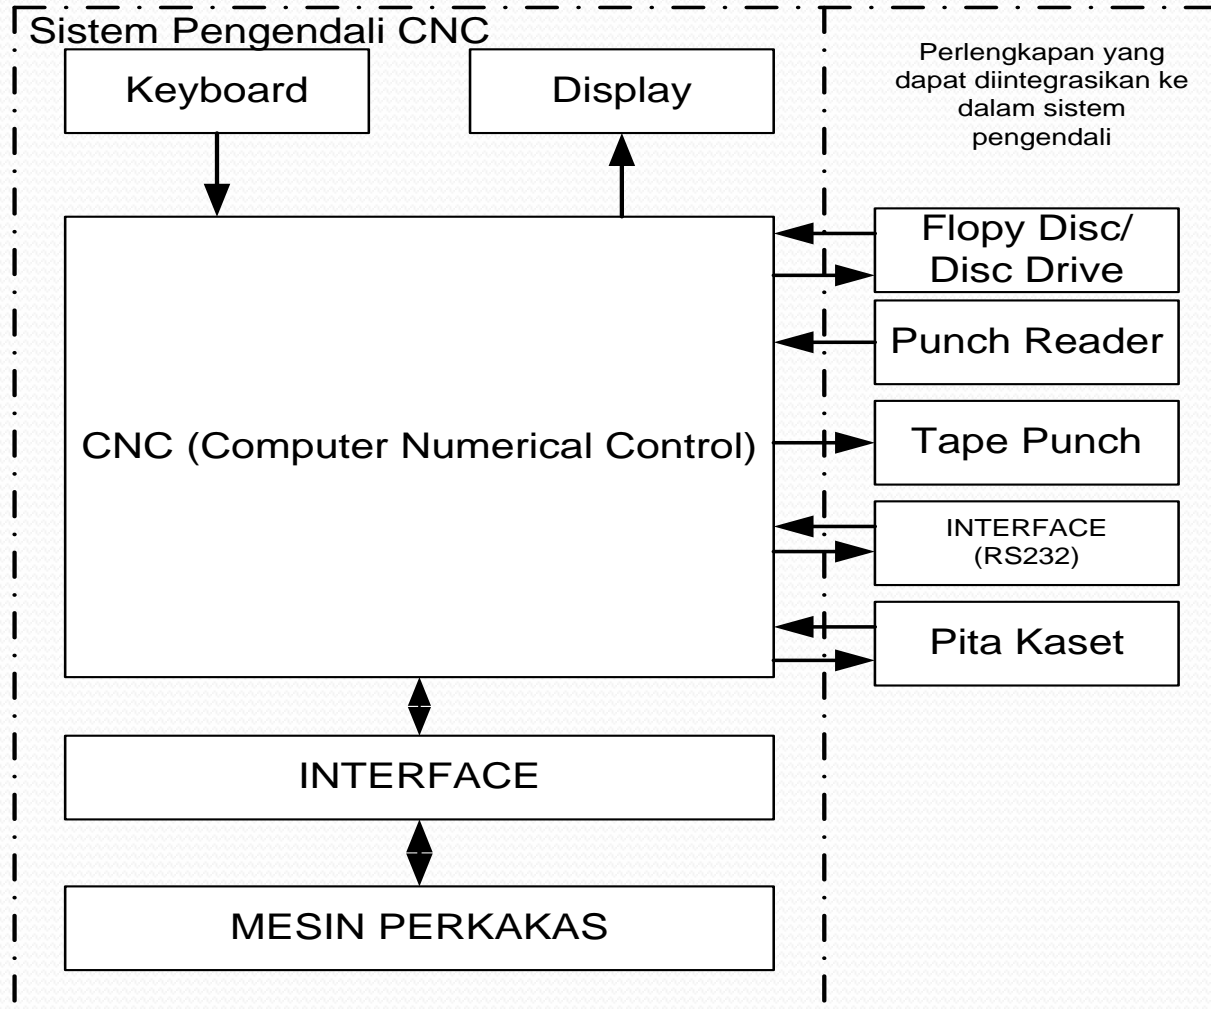 Sistem Pengendali CNC
Keyboard
Display
CNC (Computer Numerical Control)
INTERFACE
MESIN PERKAKAS
Perlengkapan yang
dapat diintegrasikan ke
dalam sistem
pengendali
Flopy Disc/
Disc Drive
Punch Reader
Tape Punch
INTERFACE
(RS232)
Pita Kaset